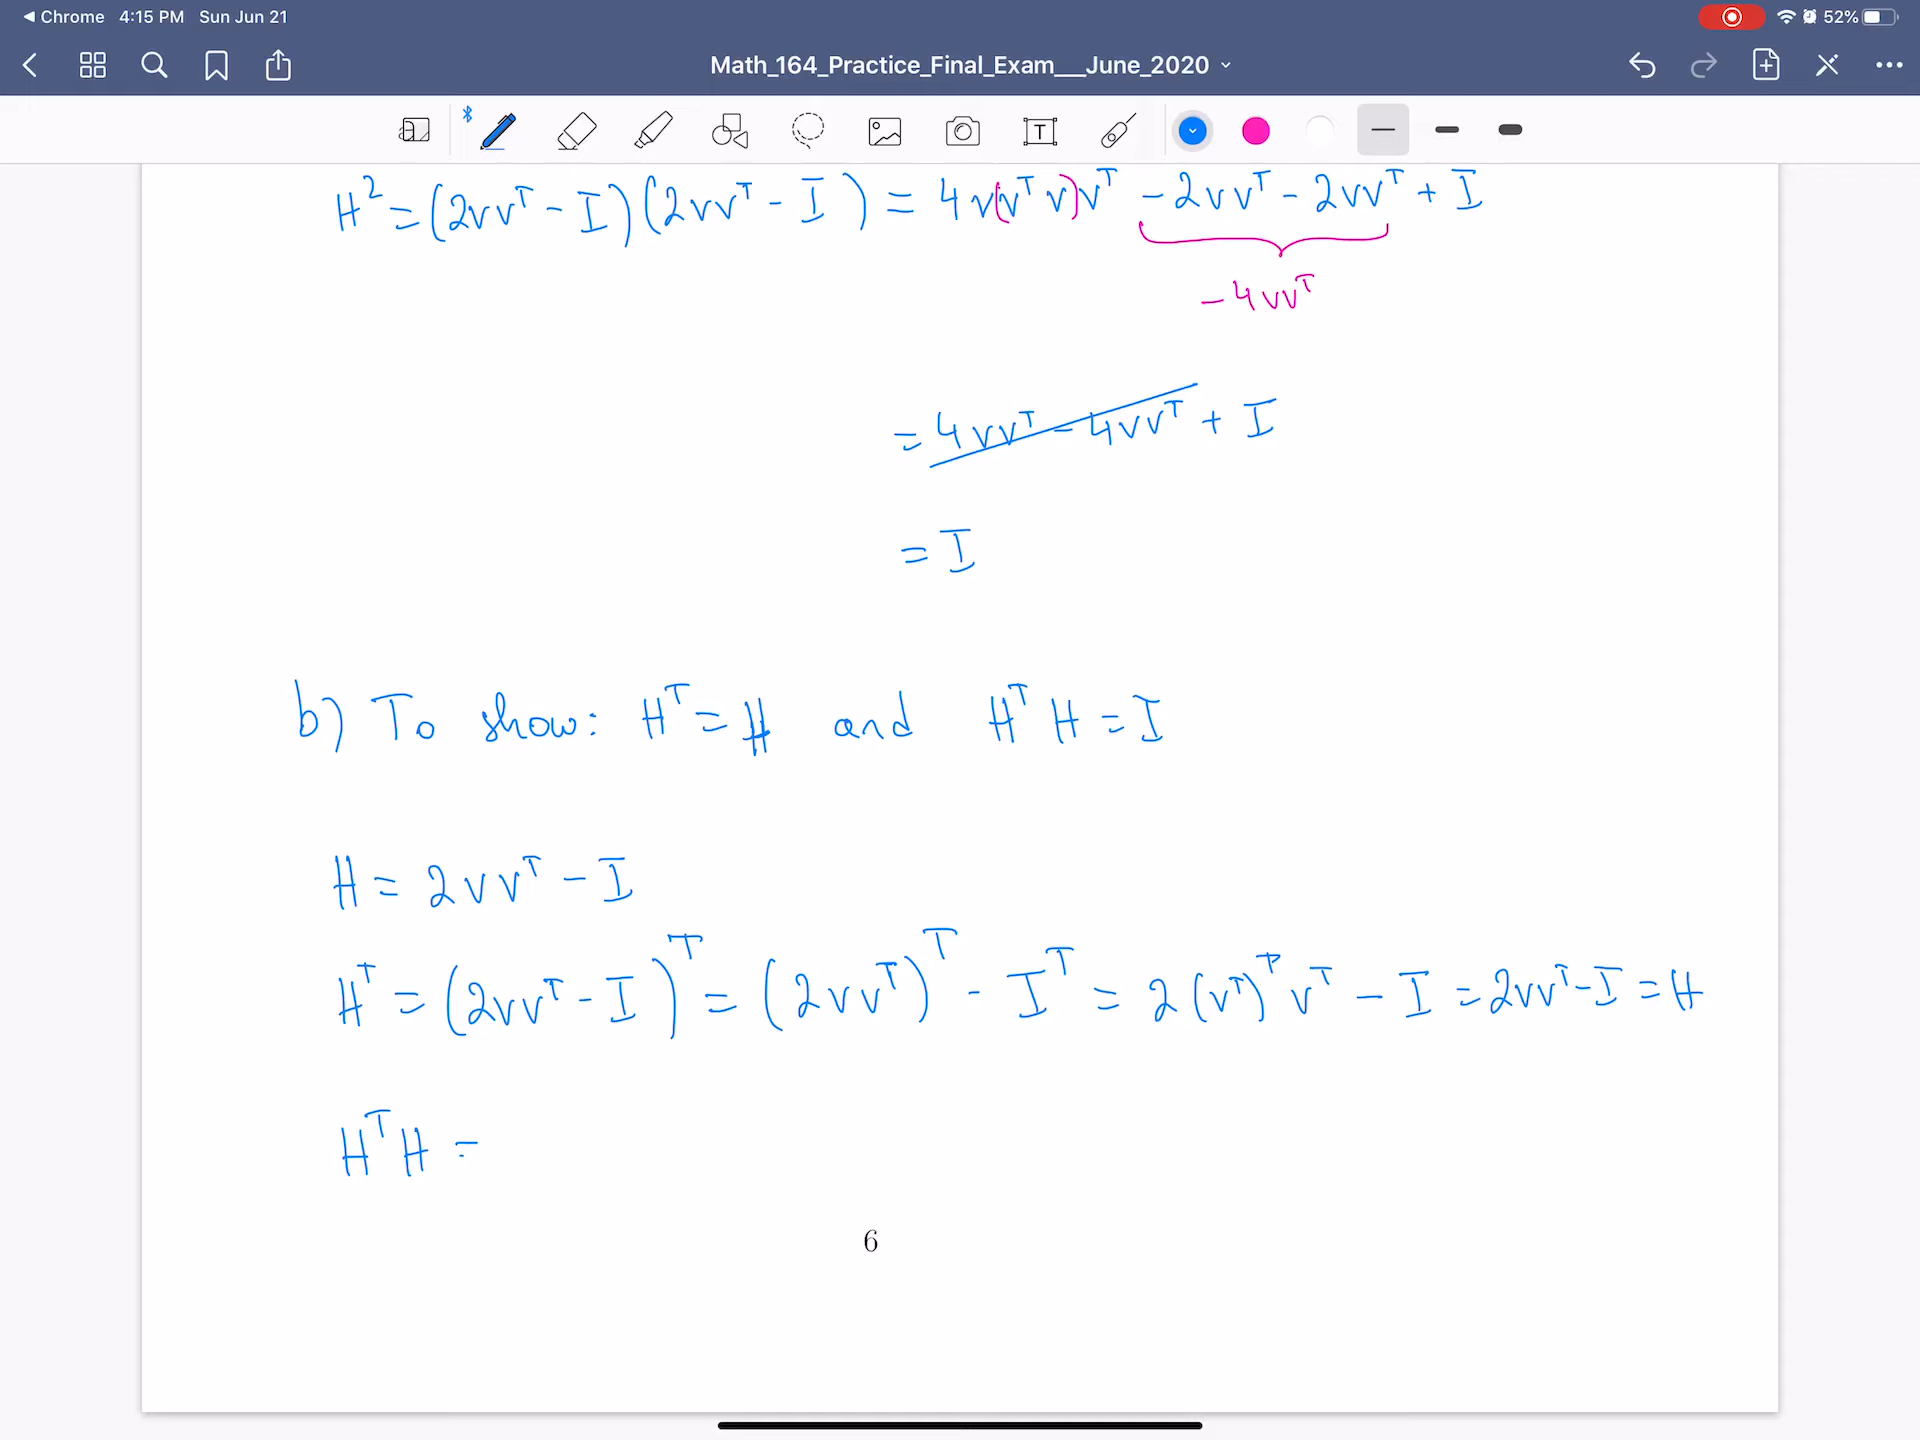 Chrome 4:15 PM Sun Jun 21 52%
Math_164_Practice_Final_Exam___June_2020
H² = (2vvᵀ - I)(2vvᵀ - I) = 4v(vᵀv)vᵀ - 2vvᵀ - 2vvᵀ + I
-4vvᵀ
= 4vvᵀ - 4vvᵀ + I
= I
b) To show: Hᵀ = H and HᵀH = I
H = 2vvᵀ - I
Hᵀ = (2vvᵀ - I)ᵀ = (2vvᵀ)ᵀ - Iᵀ = 2(vᵀ)ᵀvᵀ - I = 2vvᵀ - I = H
HᵀH =
6